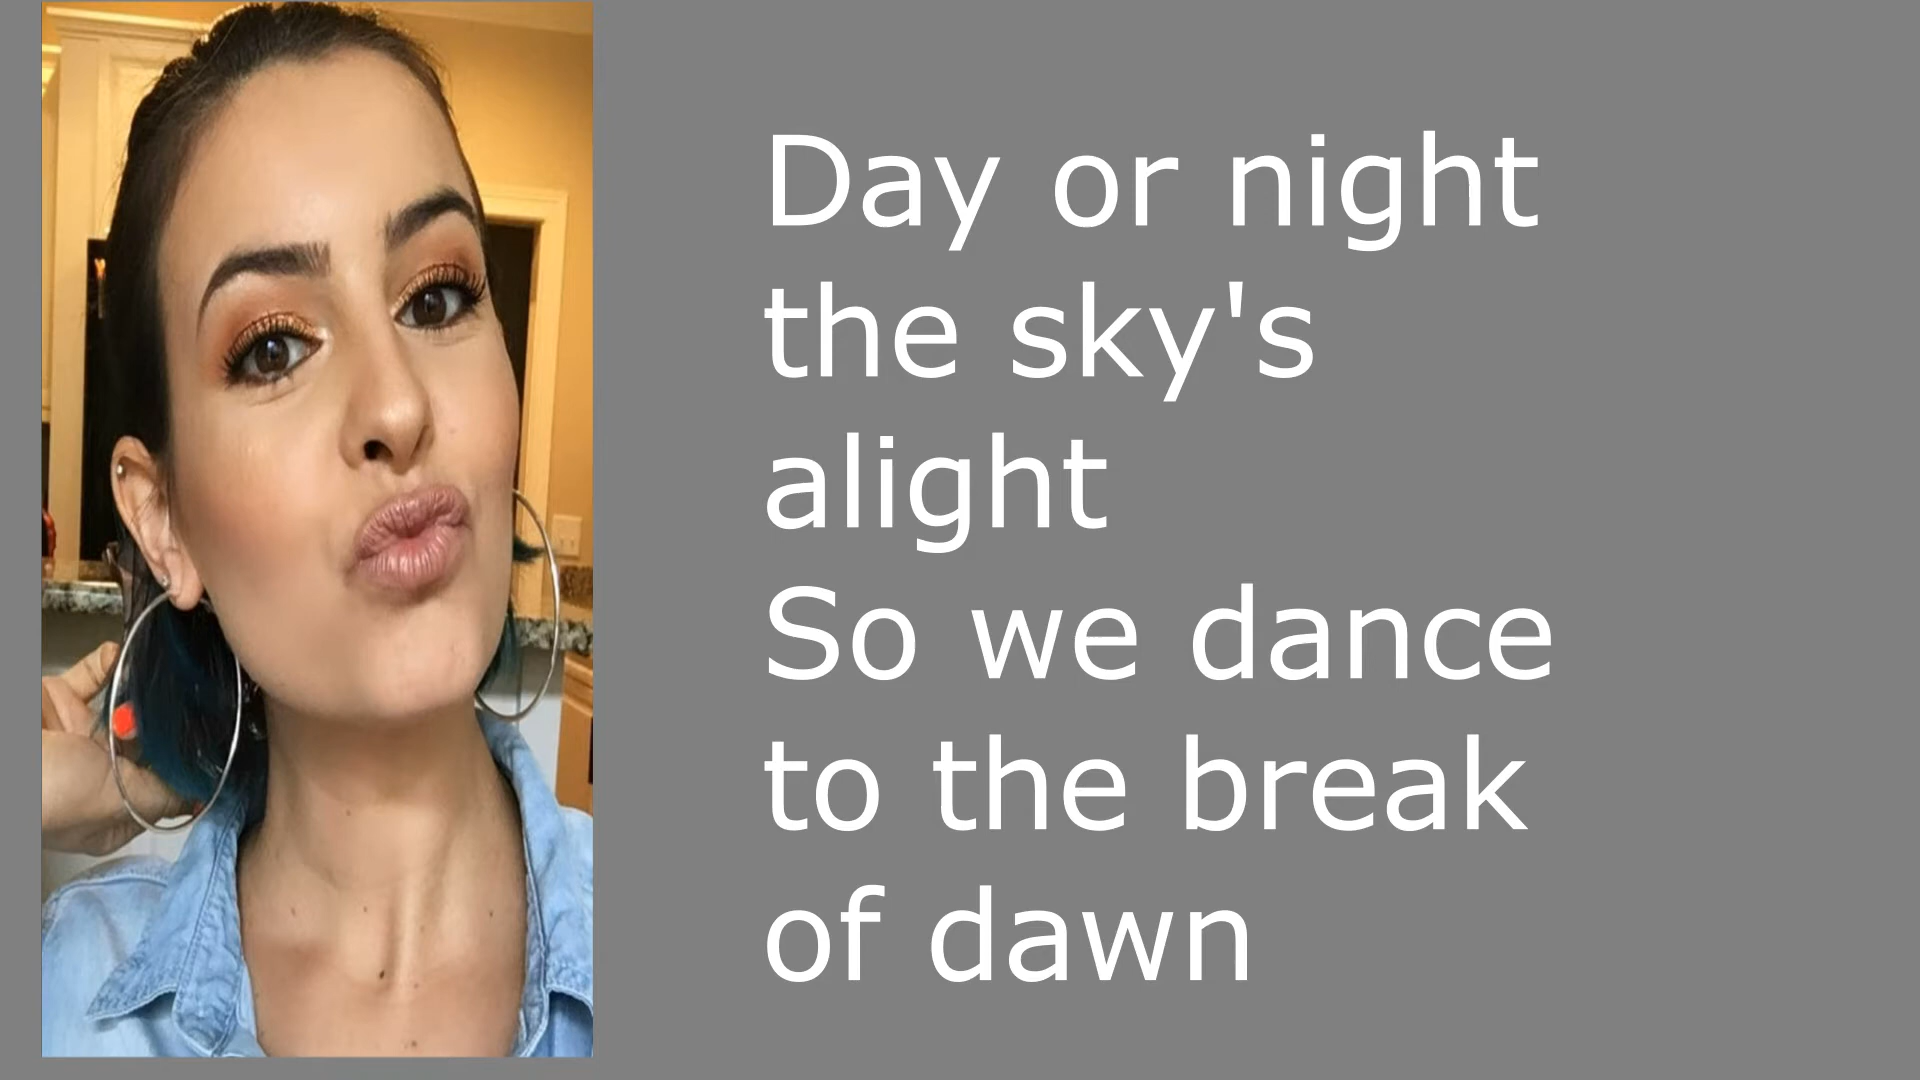 Day or night
the sky's
alight
So we dance
to the break
of dawn